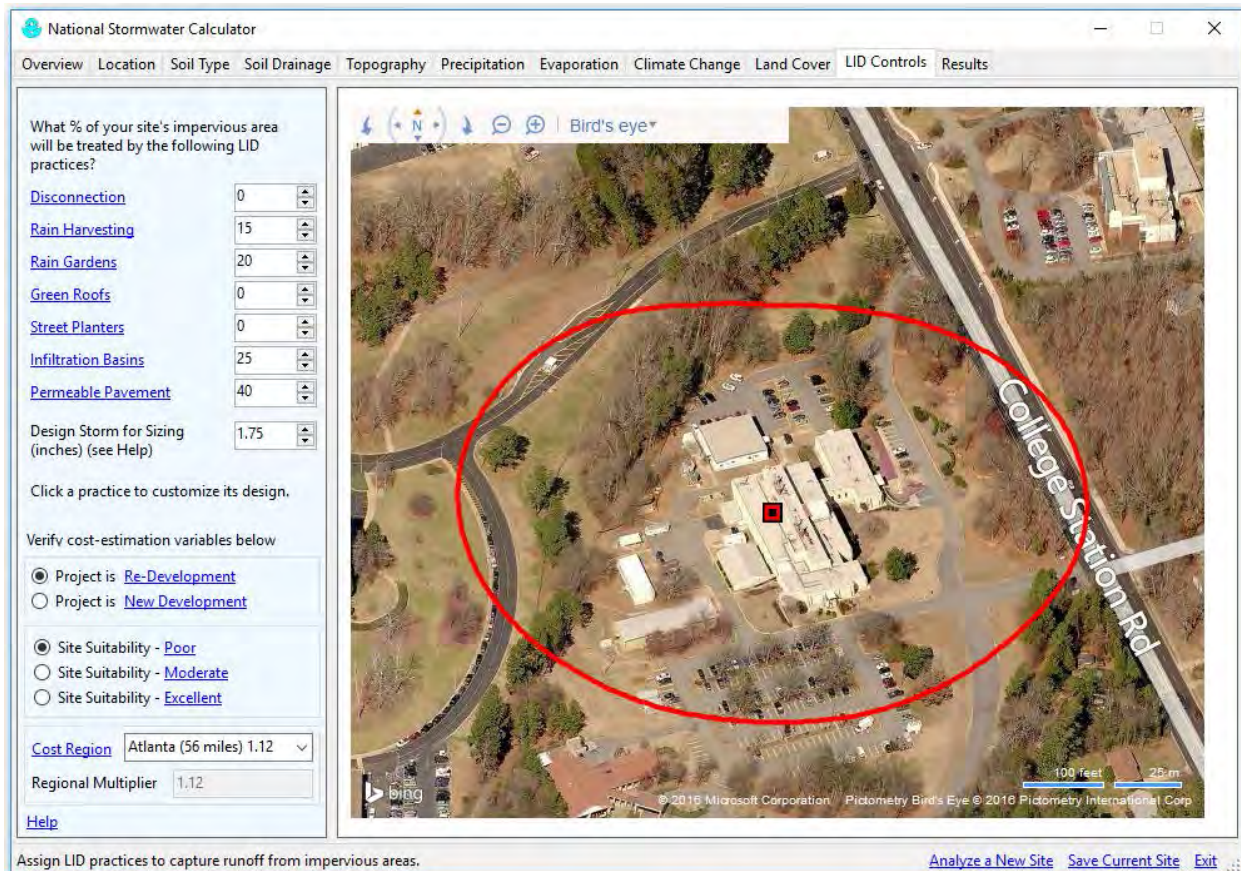 National Stormwater Calculator
Overview Location Soil Type Soil Drainage Topography Precipitation Evaporation Climate Change Land Cover LID Controls Results
What % of your site's impervious area
will be treated by the following LID
practices?
Disconnection 0
Rain Harvesting 15
Rain Gardens 20
Green Roofs 0
Street Planters 0
Infiltration Basins 25
Permeable Pavement 40
Design Storm for Sizing
(inches) (see Help) 1.75
Click a practice to customize its design.
Verify cost-estimation variables below
Project is Re-Development
Project is New Development
Site Suitability - Poor
Site Suitability - Moderate
Site Suitability - Excellent
Cost Region Atlanta (56 miles) 1.12
Regional Multiplier 1.12
Help
N Bird's eye
College Station Rd
100 feet 25 m
bing
© 2016 Microsoft Corporation Pictometry Bird's Eye © 2016 Pictometry International Corp
Assign LID practices to capture runoff from impervious areas.
Analyze a New Site Save Current Site Exit